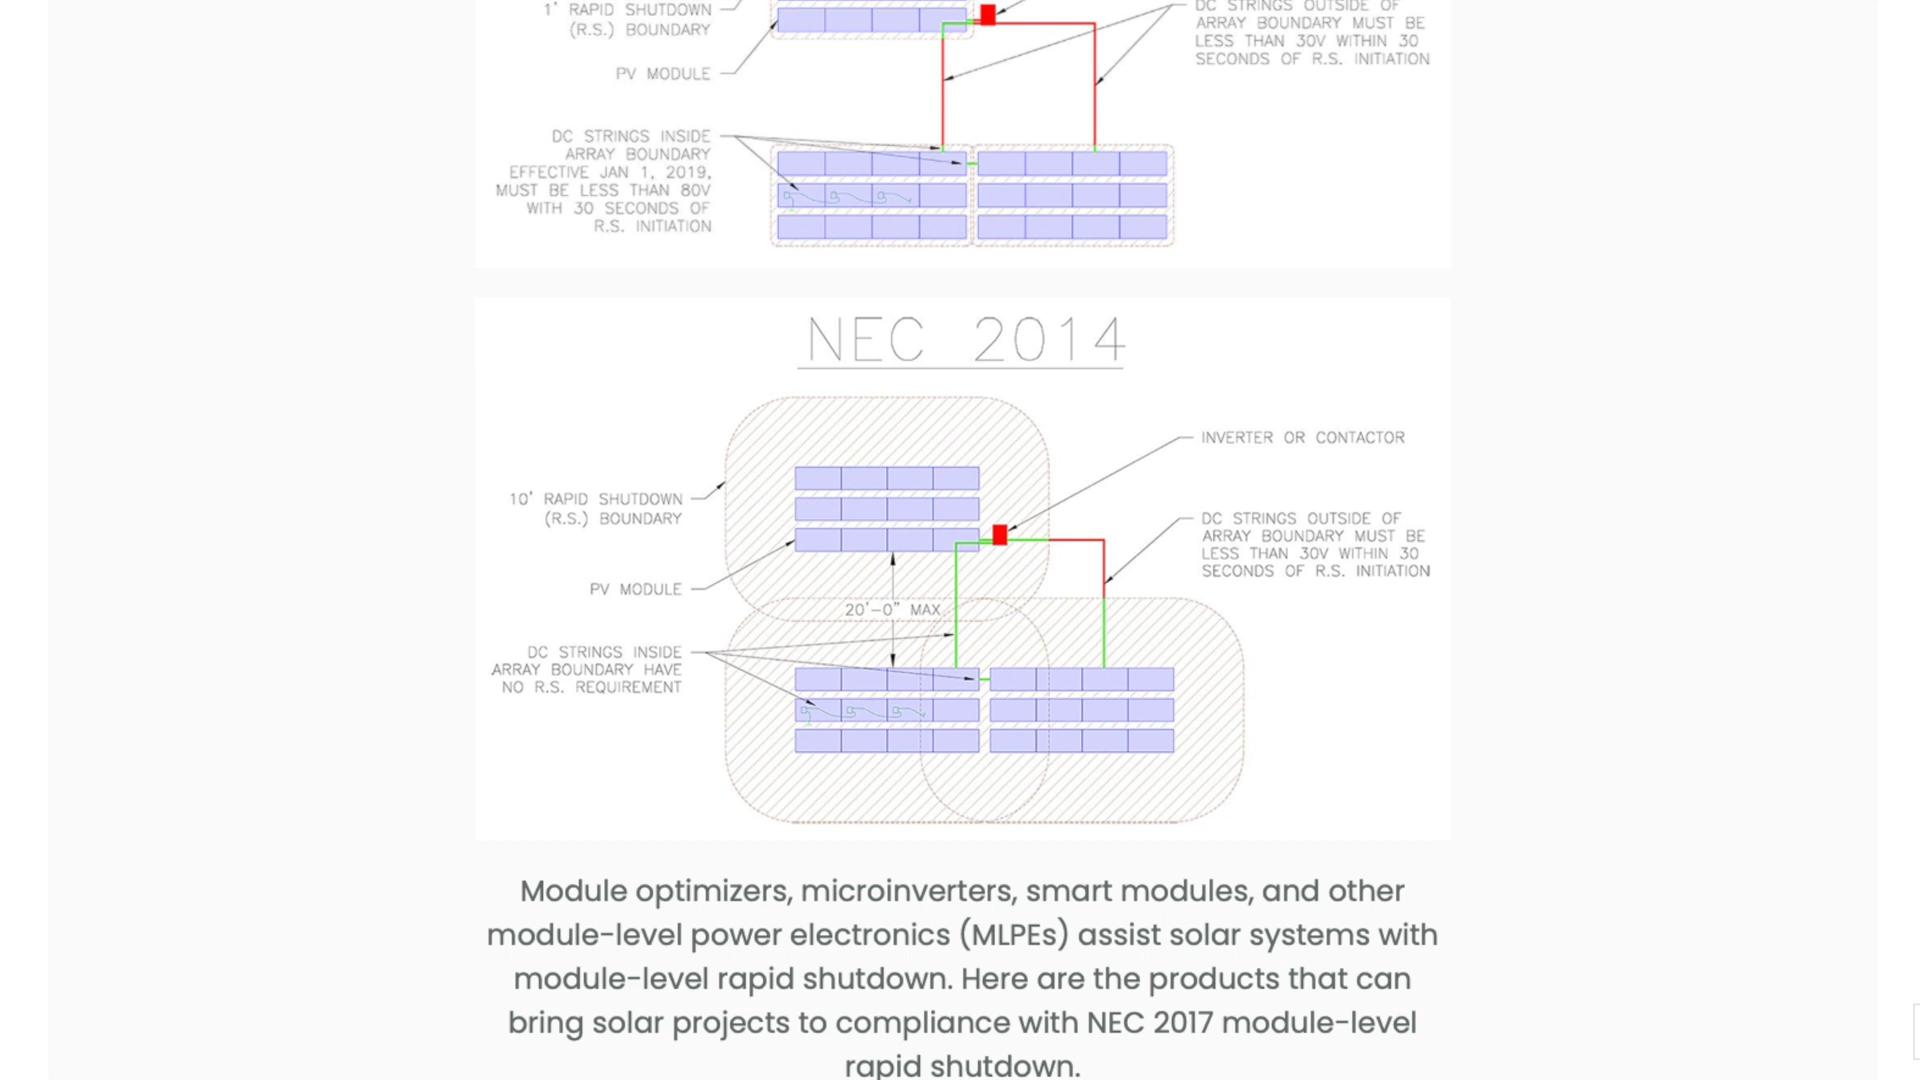 1' RAPID SHUTDOWN
(R.S.) BOUNDARY
PV MODULE
DC STRINGS OUTSIDE OF
ARRAY BOUNDARY MUST BE
LESS THAN 30V WITHIN 30
SECONDS OF R.S. INITIATION
DC STRINGS INSIDE
ARRAY BOUNDARY
EFFECTIVE JAN 1, 2019,
MUST BE LESS THAN 80V
WITH 30 SECONDS OF
R.S. INITIATION
NEC 2014
INVERTER OR CONTACTOR
10' RAPID SHUTDOWN
(R.S.) BOUNDARY
DC STRINGS OUTSIDE OF
ARRAY BOUNDARY MUST BE
LESS THAN 30V WITHIN 30
SECONDS OF R.S. INITIATION
PV MODULE
20'-0" MAX
DC STRINGS INSIDE
ARRAY BOUNDARY HAVE
NO R.S. REQUIREMENT
Module optimizers, microinverters, smart modules, and other
module-level power electronics (MLPEs) assist solar systems with
module-level rapid shutdown. Here are the products that can
bring solar projects to compliance with NEC 2017 module-level
rapid shutdown.